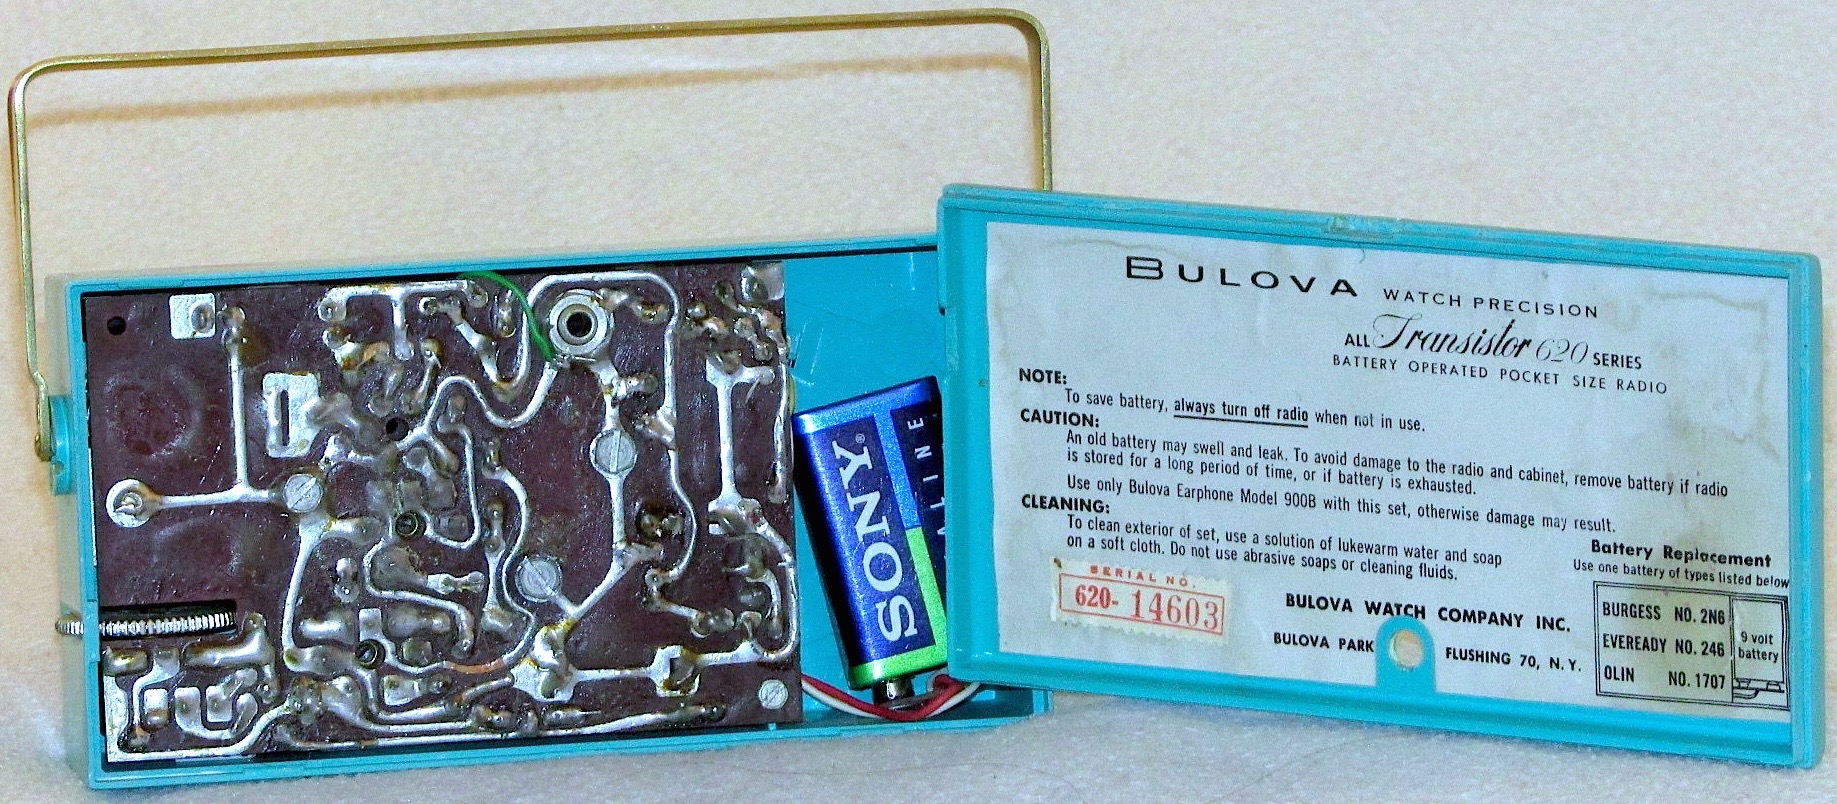 SONY
ALINE
BULOVA WATCH PRECISION
ALL Transistor 620 SERIES
BATTERY OPERATED POCKET SIZE RADIO
NOTE:
To save battery, always turn off radio when not in use.
CAUTION:
An old battery may swell and leak. To avoid damage to the radio and cabinet, remove battery if radio
is stored for a long period of time, or if battery is exhausted.
Use only Bulova Earphone Model 900B with this set, otherwise damage may result.
CLEANING:
To clean exterior of set, use a solution of lukewarm water and soap
on a soft cloth. Do not use abrasive soaps or cleaning fluids.
SERIAL NO.
620- 14603
BULOVA WATCH COMPANY INC.
BULOVA PARK FLUSHING 70, N.Y.
Battery Replacement
Use one battery of types listed below
BURGESS NO. 2N6
EVEREADY NO. 246
OLIN NO. 1707
9 volt
battery